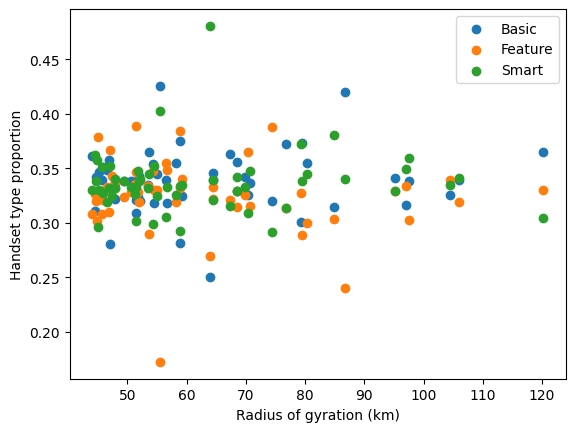 Basic
Feature
Smart
Handset type proportion
0.45
0.40
0.35
0.30
0.25
0.20
50 60 70 80 90 100 110 120
Radius of gyration (km)